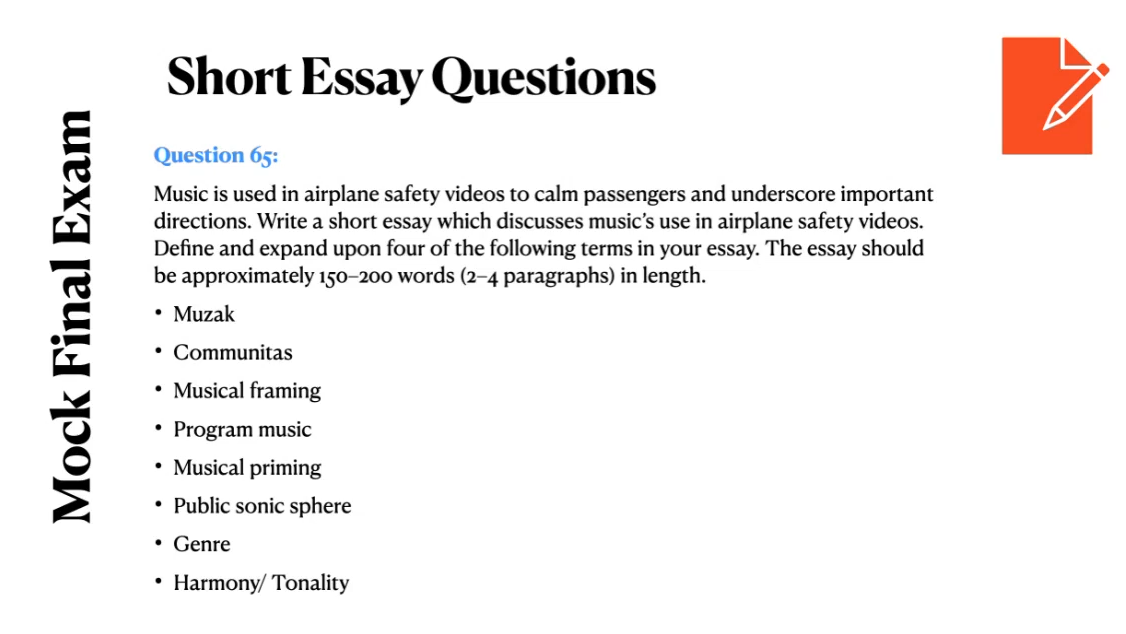 Mock Final Exam
Short Essay Questions
Question 65:
Music is used in airplane safety videos to calm passengers and underscore important
directions. Write a short essay which discusses music’s use in airplane safety videos.
Define and expand upon four of the following terms in your essay. The essay should
be approximately 150–200 words (2–4 paragraphs) in length.
• Muzak
• Communitas
• Musical framing
• Program music
• Musical priming
• Public sonic sphere
• Genre
• Harmony/ Tonality